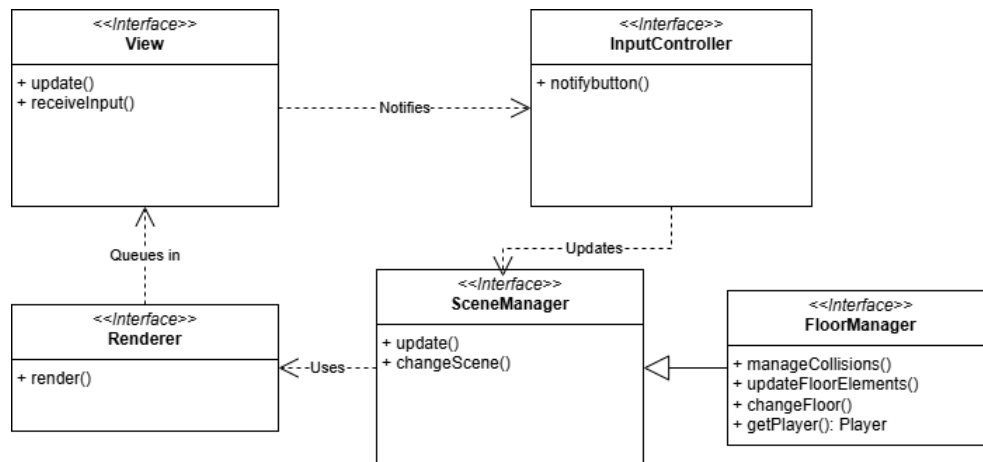 <<Interface>>
View
+ update()
+ receiveInput()
<<Interface>>
InputController
+ notifybutton()
Notifies
Queues in
Updates
<<Interface>>
Renderer
+ render()
Uses
<<Interface>>
SceneManager
+ update()
+ changeScene()
<<Interface>>
FloorManager
+ manageCollisions()
+ updateFloorElements()
+ changeFloor()
+ getPlayer(): Player